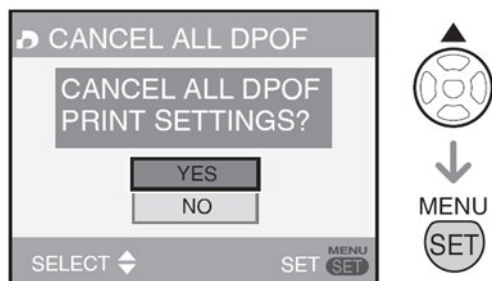 CANCEL ALL DPOF
CANCEL ALL DPOF
PRINT SETTINGS?
YES
NO
SELECT
SET MENU SET
MENU
SET